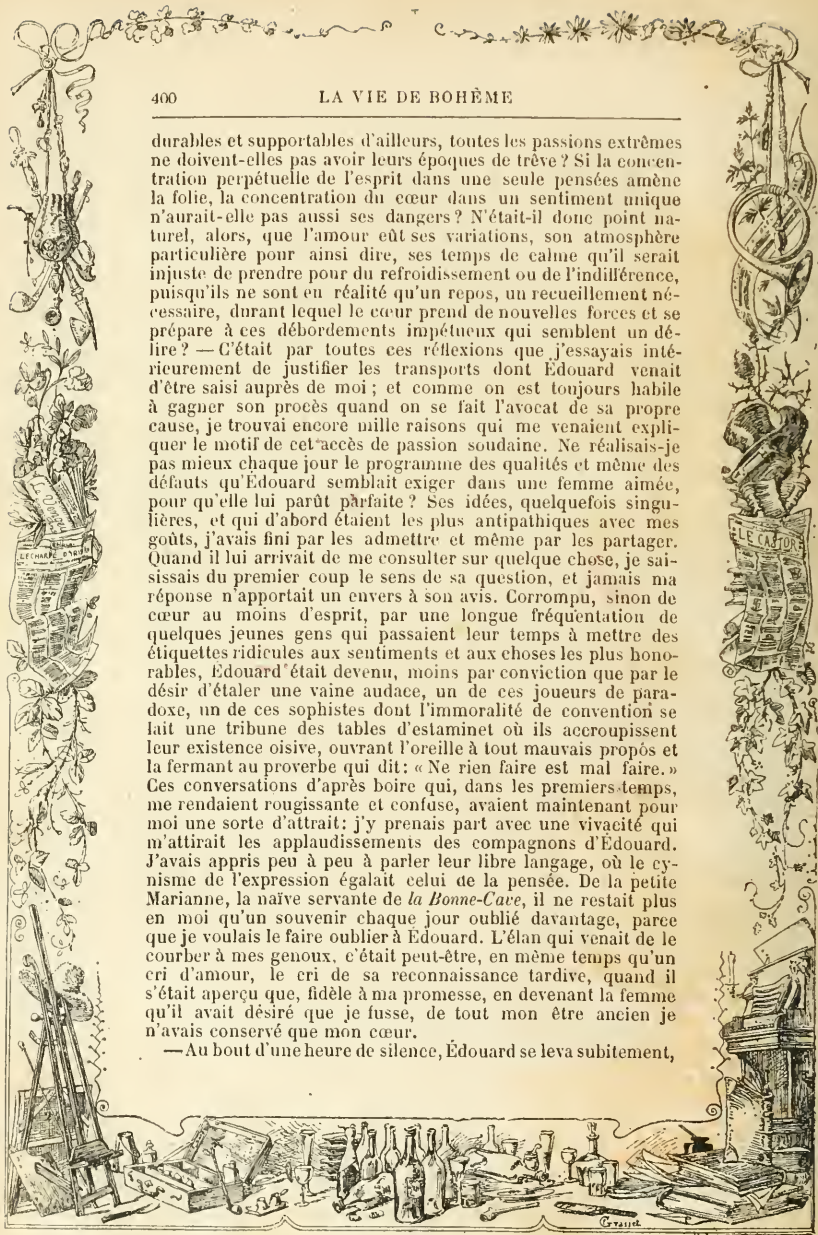 400 LA VIE DE BOHÊME
durables et supportables d'ailleurs, toutes les passions extrêmes
ne doivent-elles pas avoir leurs époques de trêve ? Si la concen-
tration perpétuelle de l'esprit dans une seule pensées amène
la folie, la concentration du cœur dans un sentiment unique
n'aurait-elle pas aussi ses dangers ? N'était-il donc point na-
turel, alors, que l'amour eût ses variations, son atmosphère
particulière pour ainsi dire, ses temps de calme qu'il serait
injuste de prendre pour du refroidissement ou de l'indifférence,
puisqu'ils ne sont en réalité qu'un repos, un recueillement né-
cessaire, durant lequel le cœur prend de nouvelles forces et se
prépare à ces débordements impétueux qui semblent un dé-
lire ? — C'était par toutes ces réflexions que j'essayais inté-
rieurement de justifier les transports dont Édouard venait
d'être saisi auprès de moi ; et comme on est toujours habile
à gagner son procès quand on se fait l'avocat de sa propre
cause, je trouvai encore mille raisons qui me venaient expli-
quer le motif de cet accès de passion soudaine. Ne réalisais-je
pas mieux chaque jour le programme des qualités et même des
défauts qu'Édouard semblait exiger dans une femme aimée,
pour qu'elle lui parût parfaite ? Ses idées, quelquefois singu-
lières, et qui d'abord étaient les plus antipathiques avec mes
goûts, j'avais fini par les admettre et même par les partager.
Quand il lui arrivait de me consulter sur quelque chose, je sai-
sissais du premier coup le sens de sa question, et jamais ma
réponse n'apportait un envers à son avis. Corrompu, sinon de
cœur au moins d'esprit, par une longue fréquentation de
quelques jeunes gens qui passaient leur temps à mettre des
étiquettes ridicules aux sentiments et aux choses les plus hono-
rables, Édouard était devenu, moins par conviction que par le
désir d'étaler une vaine audace, un de ces joueurs de para-
doxe, un de ces sophistes dont l'immoralité de convention se
fait une tribune des tables d'estaminet où ils accroupissent
leur existence oisive, ouvrant l'oreille à tout mauvais propos et
la fermant au proverbe qui dit : « Ne rien faire est mal faire. »
Ces conversations d'après boire qui, dans les premiers temps,
me rendaient rougissante et confuse, avaient maintenant pour
moi une sorte d'attrait : j'y prenais part avec une vivacité qui
m'attirait les applaudissements des compagnons d'Édouard.
J'avais appris peu à peu à parler leur libre langage, où le cy-
nisme de l'expression égalait celui de la pensée. De la petite
Marianne, la naïve servante de la Bonne-Cave, il ne restait plus
en moi qu'un souvenir chaque jour oublié davantage, parce
que je voulais le faire oublier à Édouard. L'élan qui venait de le
courber à mes genoux, c'était peut-être, en même temps qu'un
cri d'amour, le cri de sa reconnaissance tardive, quand il
s'était aperçu que, fidèle à ma promesse, en devenant la femme
qu'il avait désiré que je fusse, de tout mon être ancien je
n'avais conservé que mon cœur.
— Au bout d'une heure de silence, Édouard se leva subitement,
LE CASTOR
Grasset